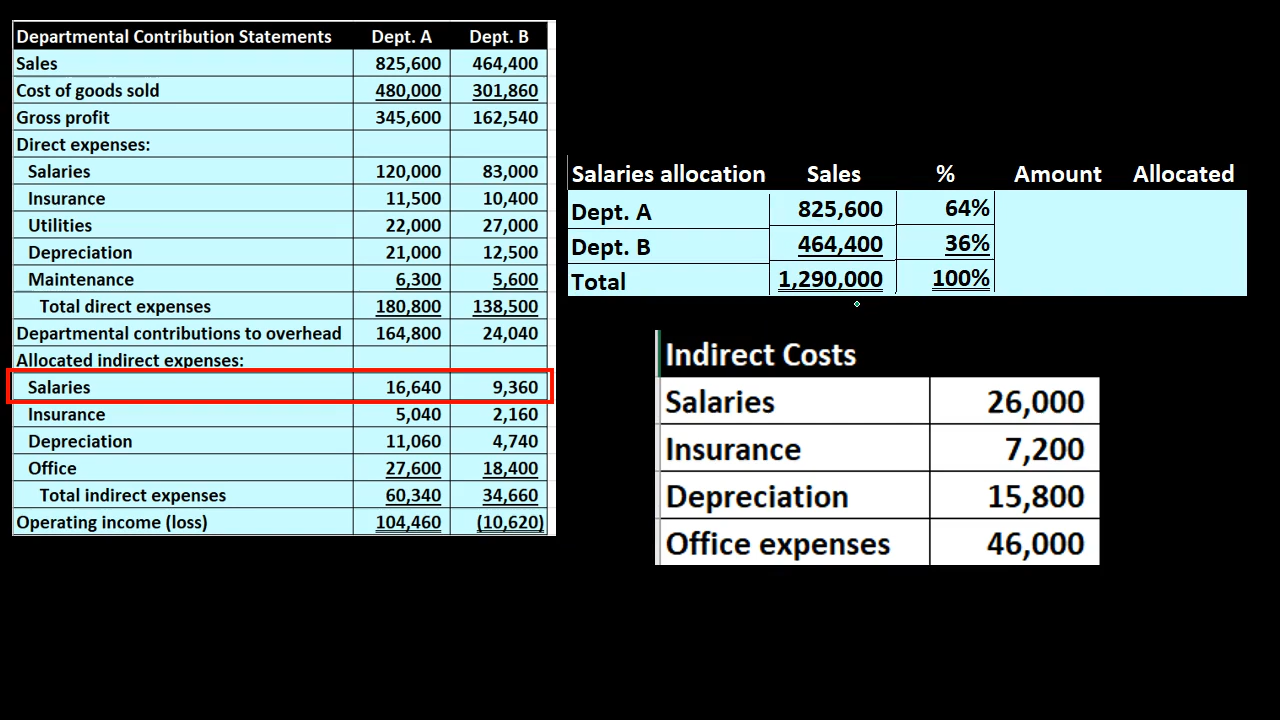 Departmental Contribution Statements Dept. A Dept. B
Sales 825,600 464,400
Cost of goods sold 480,000 301,860
Gross profit 345,600 162,540
Direct expenses:
Salaries 120,000 83,000
Insurance 11,500 10,400
Utilities 22,000 27,000
Depreciation 21,000 12,500
Maintenance 6,300 5,600
Total direct expenses 180,800 138,500
Departmental contributions to overhead 164,800 24,040
Allocated indirect expenses:
Salaries 16,640 9,360
Insurance 5,040 2,160
Depreciation 11,060 4,740
Office 27,600 18,400
Total indirect expenses 60,340 34,660
Operating income (loss) 104,460 (10,620)
Salaries allocation Sales % Amount Allocated
Dept. A 825,600 64%
Dept. B 464,400 36%
Total 1,290,000 100%
Indirect Costs
Salaries 26,000
Insurance 7,200
Depreciation 15,800
Office expenses 46,000